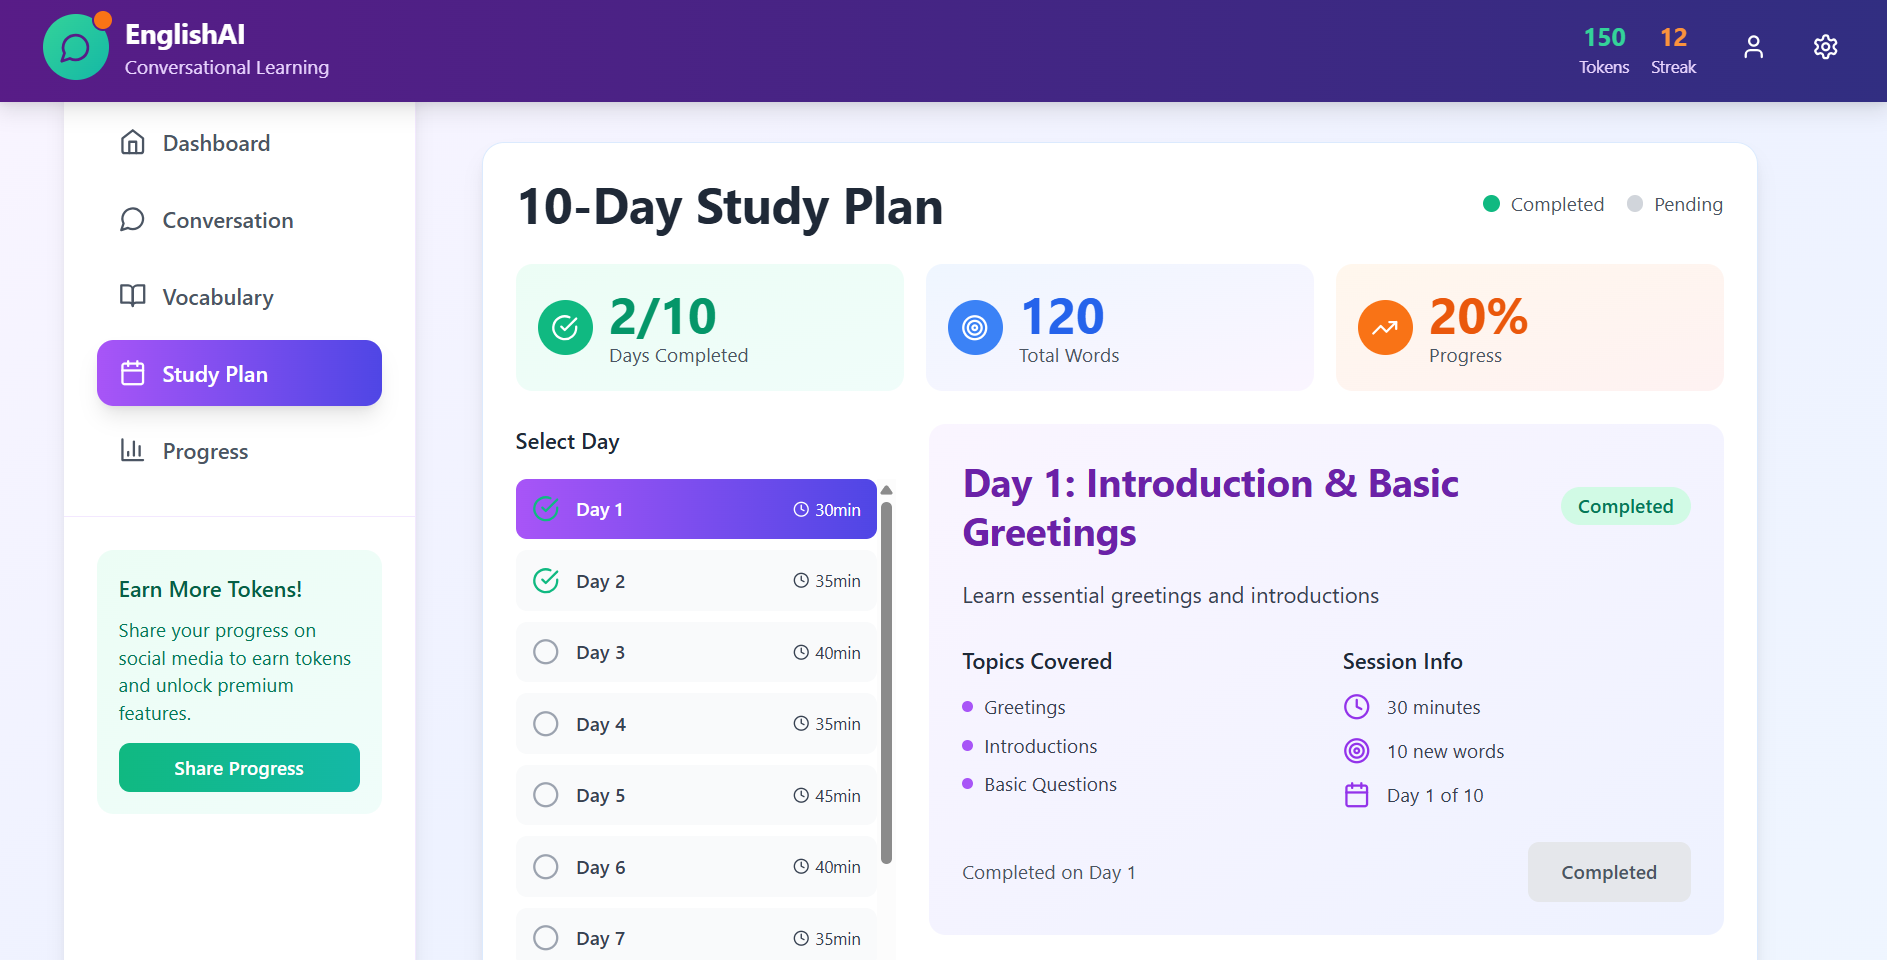 EnglishAI
Conversational Learning
150
Tokens
12
Streak
Dashboard
Conversation
Vocabulary
Study Plan
Progress
Earn More Tokens!
Share your progress on
social media to earn tokens
and unlock premium
features.
Share Progress
10-Day Study Plan
Completed
Pending
2/10
Days Completed
120
Total Words
20%
Progress
Select Day
Day 1 30min
Day 2 35min
Day 3 40min
Day 4 35min
Day 5 45min
Day 6 40min
Day 7 35min
Day 1: Introduction & Basic
Greetings
Completed
Learn essential greetings and introductions
Topics Covered
Greetings
Introductions
Basic Questions
Session Info
30 minutes
10 new words
Day 1 of 10
Completed on Day 1
Completed